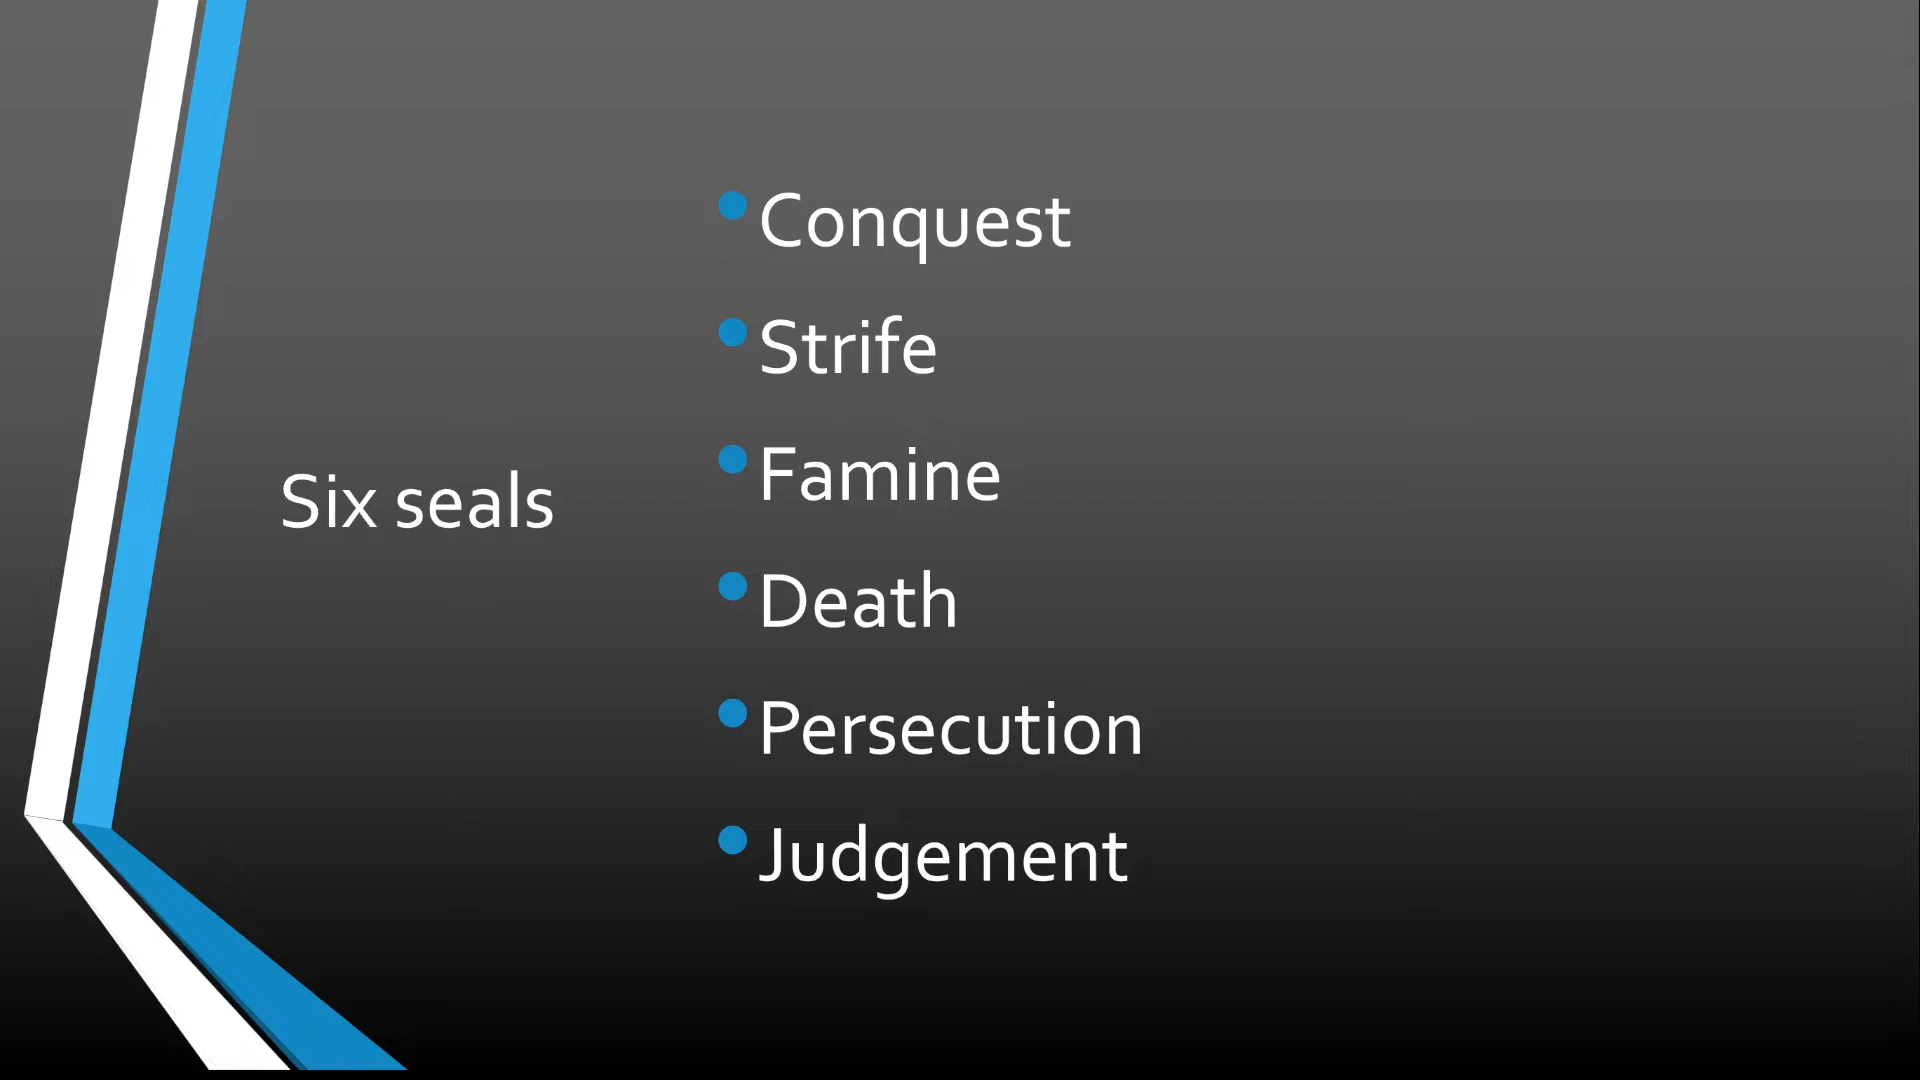 Six seals
Conquest
Strife
Famine
Death
Persecution
Judgement